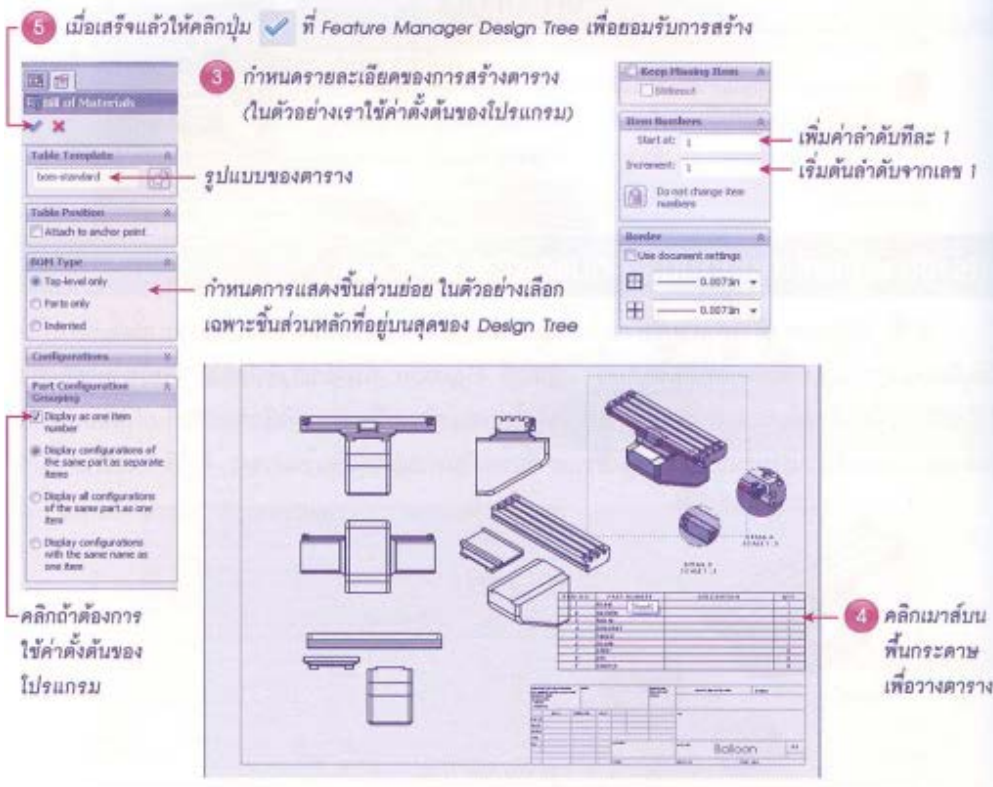 5 เมื่อเสร็จแล้วให้คลิกปุ่ม ที่ Feature Manager Design Tree เพื่อยอมรับการสร้าง
3 กำหนดรายละเอียดของการสร้างตาราง
(ในตัวอย่างเราใช้ค่าตั้งต้นของโปรแกรม)
Bill of Materials
Table Template
bom-standard
รูปแบบของตาราง
Table Position
Attach to anchor point
BOM Type
Top-level only
Parts only
Indented
กำหนดการแสดงชิ้นส่วนย่อย ในตัวอย่างเลือก
เฉพาะชิ้นส่วนหลักที่อยู่บนสุดของ Design Tree
Configurations
Part Configuration
Grouping
Display as one item
number
Display configurations of
the same part as separate
items
Display all configurations
of the same part as one
item
Display configurations
with the same name as
one item
คลิกถ้าต้องการ
ใช้ค่าตั้งต้นของ
โปรแกรม
Keep Missing Item
Strikeout
Item Numbers
Start at: 1
เพิ่มค่าลำดับทีละ 1
Increment: 1
เริ่มต้นลำดับจากเลข 1
Do not change item
numbers
Border
Use document settings
0.0073in
0.0073in
DETAIL A
PART NUMBER
DESCRIPTION
QTY.
4 คลิกเมาส์บน
พื้นกระดาษ
เพื่อวางตาราง
Balloon